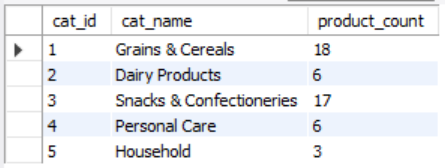 cat_id cat_name product_count
1 Grains & Cereals 18
2 Dairy Products 6
3 Snacks & Confectioneries 17
4 Personal Care 6
5 Household 3